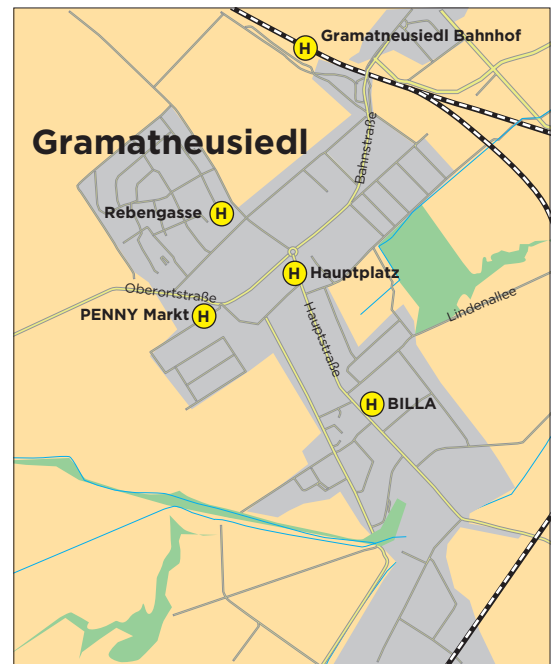 H Gramatneusiedl Bahnhof
Gramatneusiedl
Bahnstraße
Rebengasse H
H Hauptplatz
Oberortstraße
PENNY Markt H
Lindenallee
Hauptstraße
H BILLA